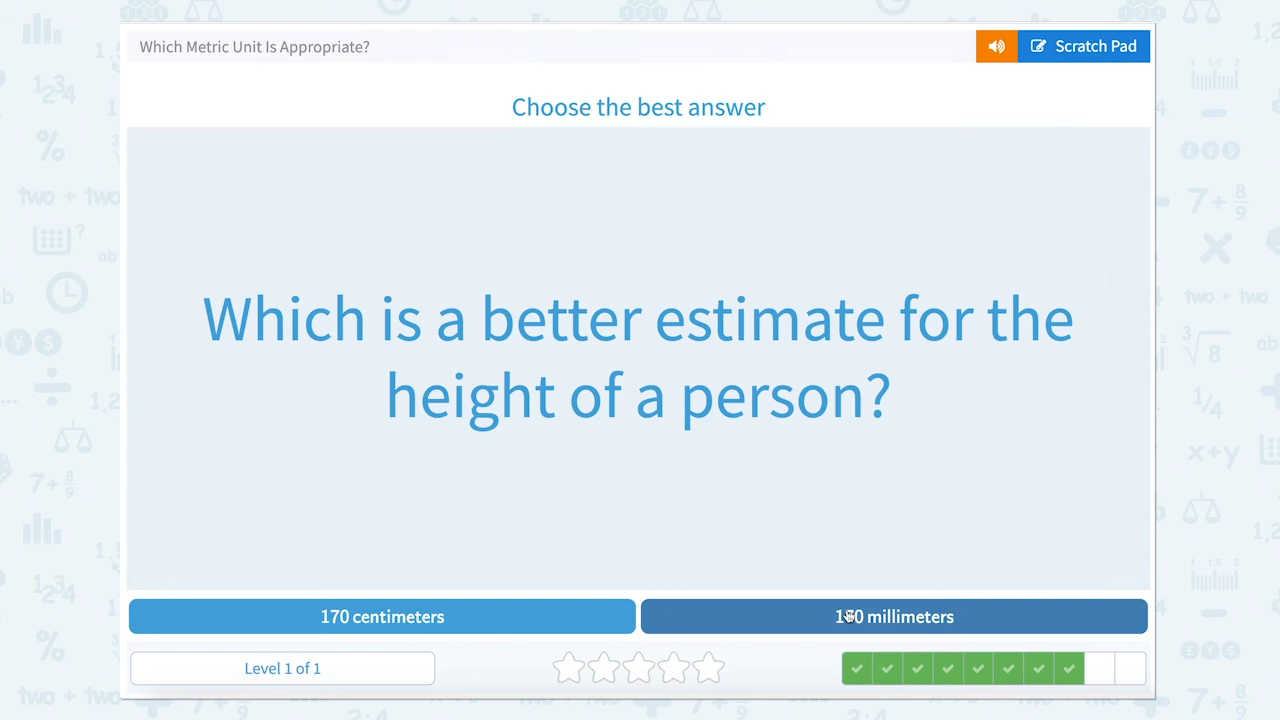 Which Metric Unit Is Appropriate?
Scratch Pad
Choose the best answer
Which is a better estimate for the
height of a person?
170 centimeters
millimeters
Level 1 of 1